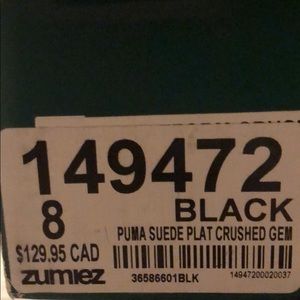 149472
8 BLACK
PUMA SUEDE PLAT CRUSHED GEM
$129.95 CAD
zumiez
36586601BLK 14947200020037